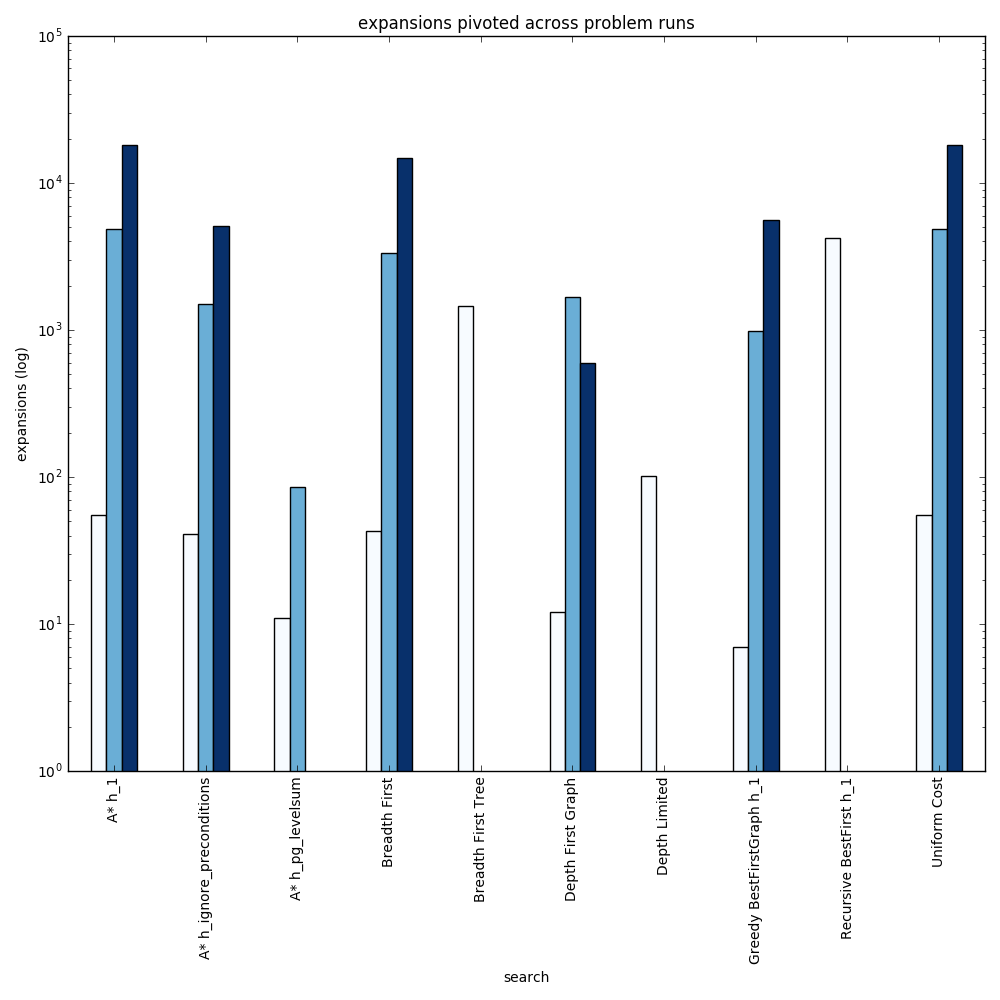 expansions pivoted across problem runs
10^5
10^4
10^3
10^2
10^1
10^0
expansions (log)
A* h_1
A* h_ignore_preconditions
A* h_pg_levelsum
Breadth First
Breadth First Tree
Depth First Graph
Depth Limited
Greedy BestFirstGraph h_1
Recursive BestFirst h_1
Uniform Cost
search